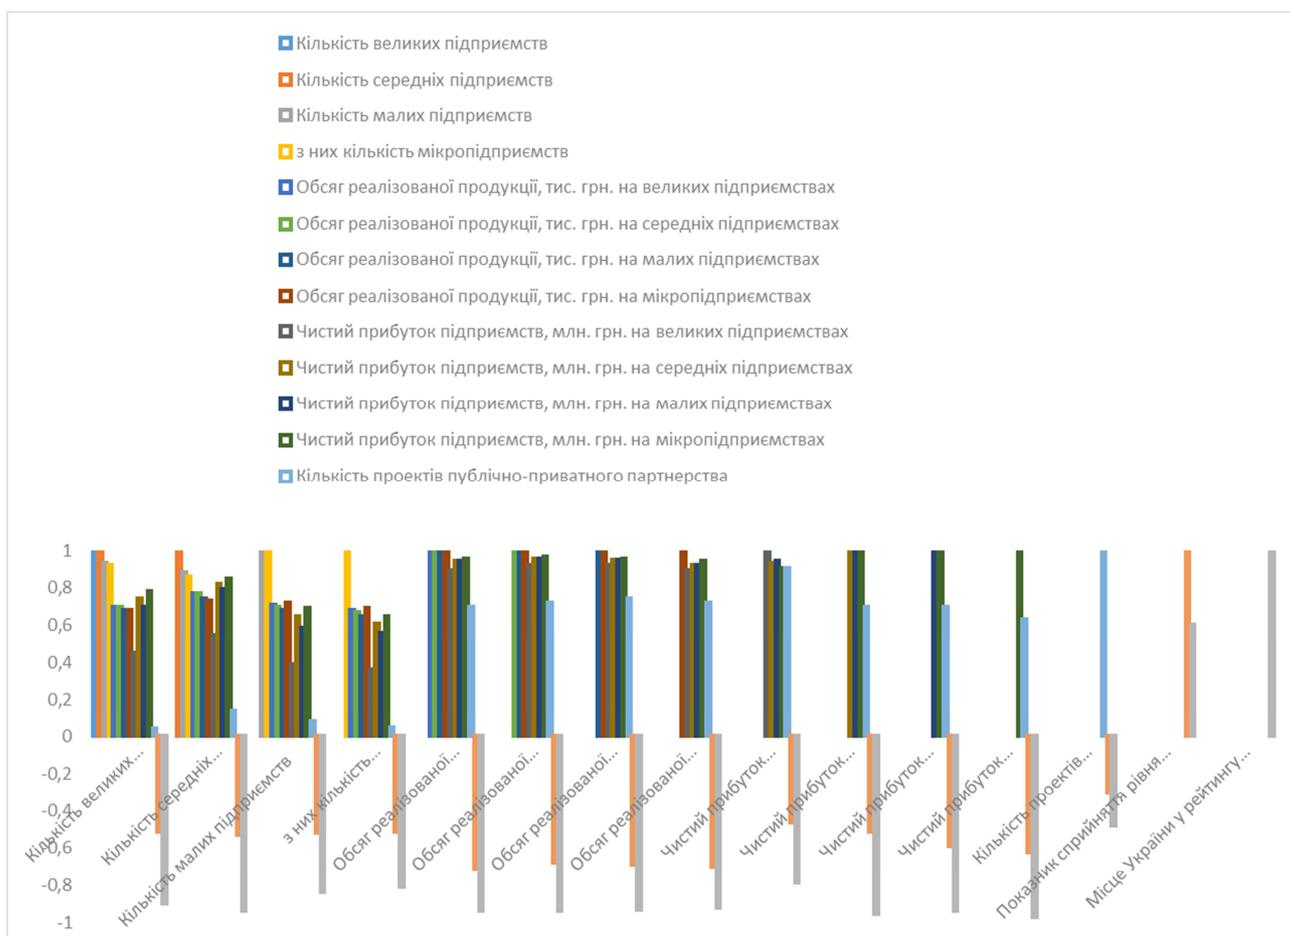 Кількість великих підприємств
Кількість середніх підприємств
Кількість малих підприємств
з них кількість мікропідприємств
Обсяг реалізованої продукції, тис. грн. на великих підприємствах
Обсяг реалізованої продукції, тис. грн. на середніх підприємствах
Обсяг реалізованої продукції, тис. грн. на малих підприємствах
Обсяг реалізованої продукції, тис. грн. на мікропідприємствах
Чистий прибуток підприємств, млн. грн. на великих підприємствах
Чистий прибуток підприємств, млн. грн. на середніх підприємствах
Чистий прибуток підприємств, млн. грн. на малих підприємствах
Чистий прибуток підприємств, млн. грн. на мікропідприємствах
Кількість проектів публічно-приватного партнерства
1
0,8
0,6
0,4
0,2
0
-0,2
-0,4
-0,6
-0,8
-1
Кількість великих...
Кількість середніх...
Кількість малих підприємств
з них кількість...
Обсяг реалізованої...
Обсяг реалізованої...
Обсяг реалізованої...
Обсяг реалізованої...
Чистий прибуток...
Чистий прибуток...
Чистий прибуток...
Чистий прибуток...
Кількість проектів...
Показник сприйняття рівня...
Місце України у рейтингу...